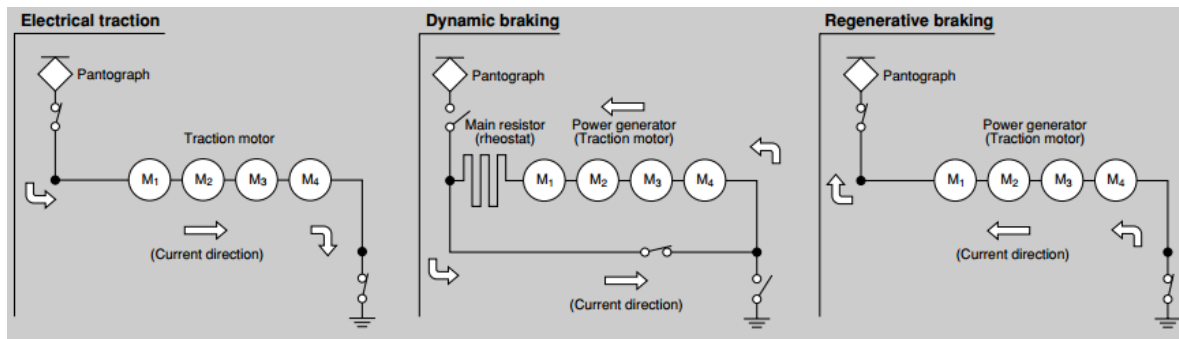 Electrical traction
Pantograph
Traction motor
M1 M2 M3 M4
(Current direction)
Dynamic braking
Pantograph
Main resistor
(rheostat)
Power generator
(Traction motor)
M1 M2 M3 M4
(Current direction)
Regenerative braking
Pantograph
Power generator
(Traction motor)
M1 M2 M3 M4
(Current direction)